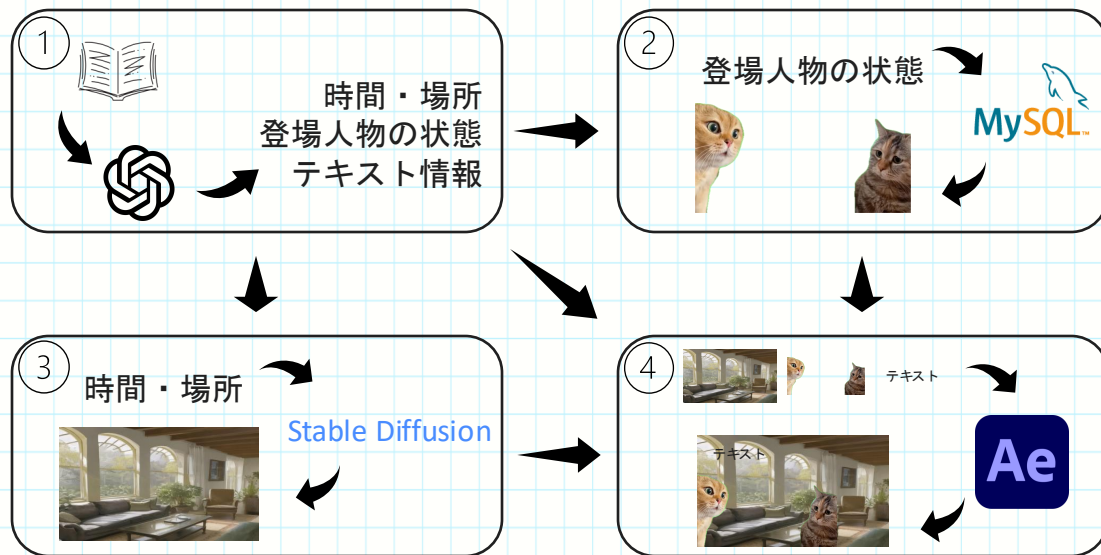 1
時間・場所
登場人物の状態
テキスト情報
2
登場人物の状態
MySQL™
3
時間・場所
Stable Diffusion
4
テキスト
テキスト
Ae